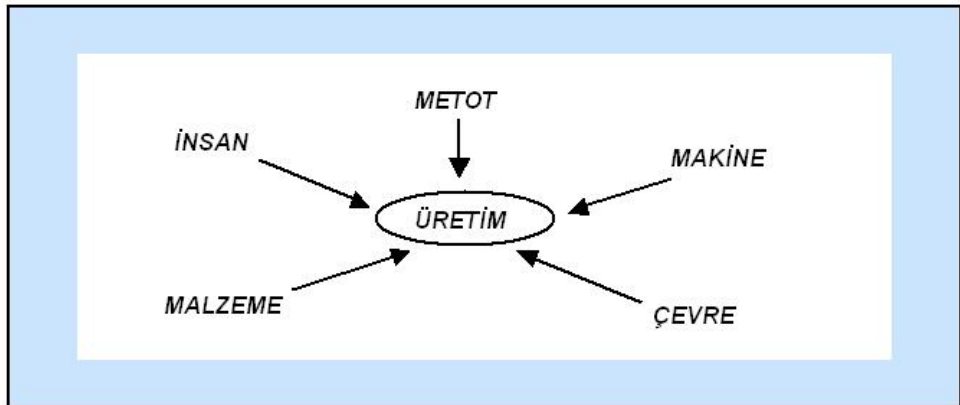 METOT
İNSAN
MAKİNE
ÜRETİM
MALZEME
ÇEVRE